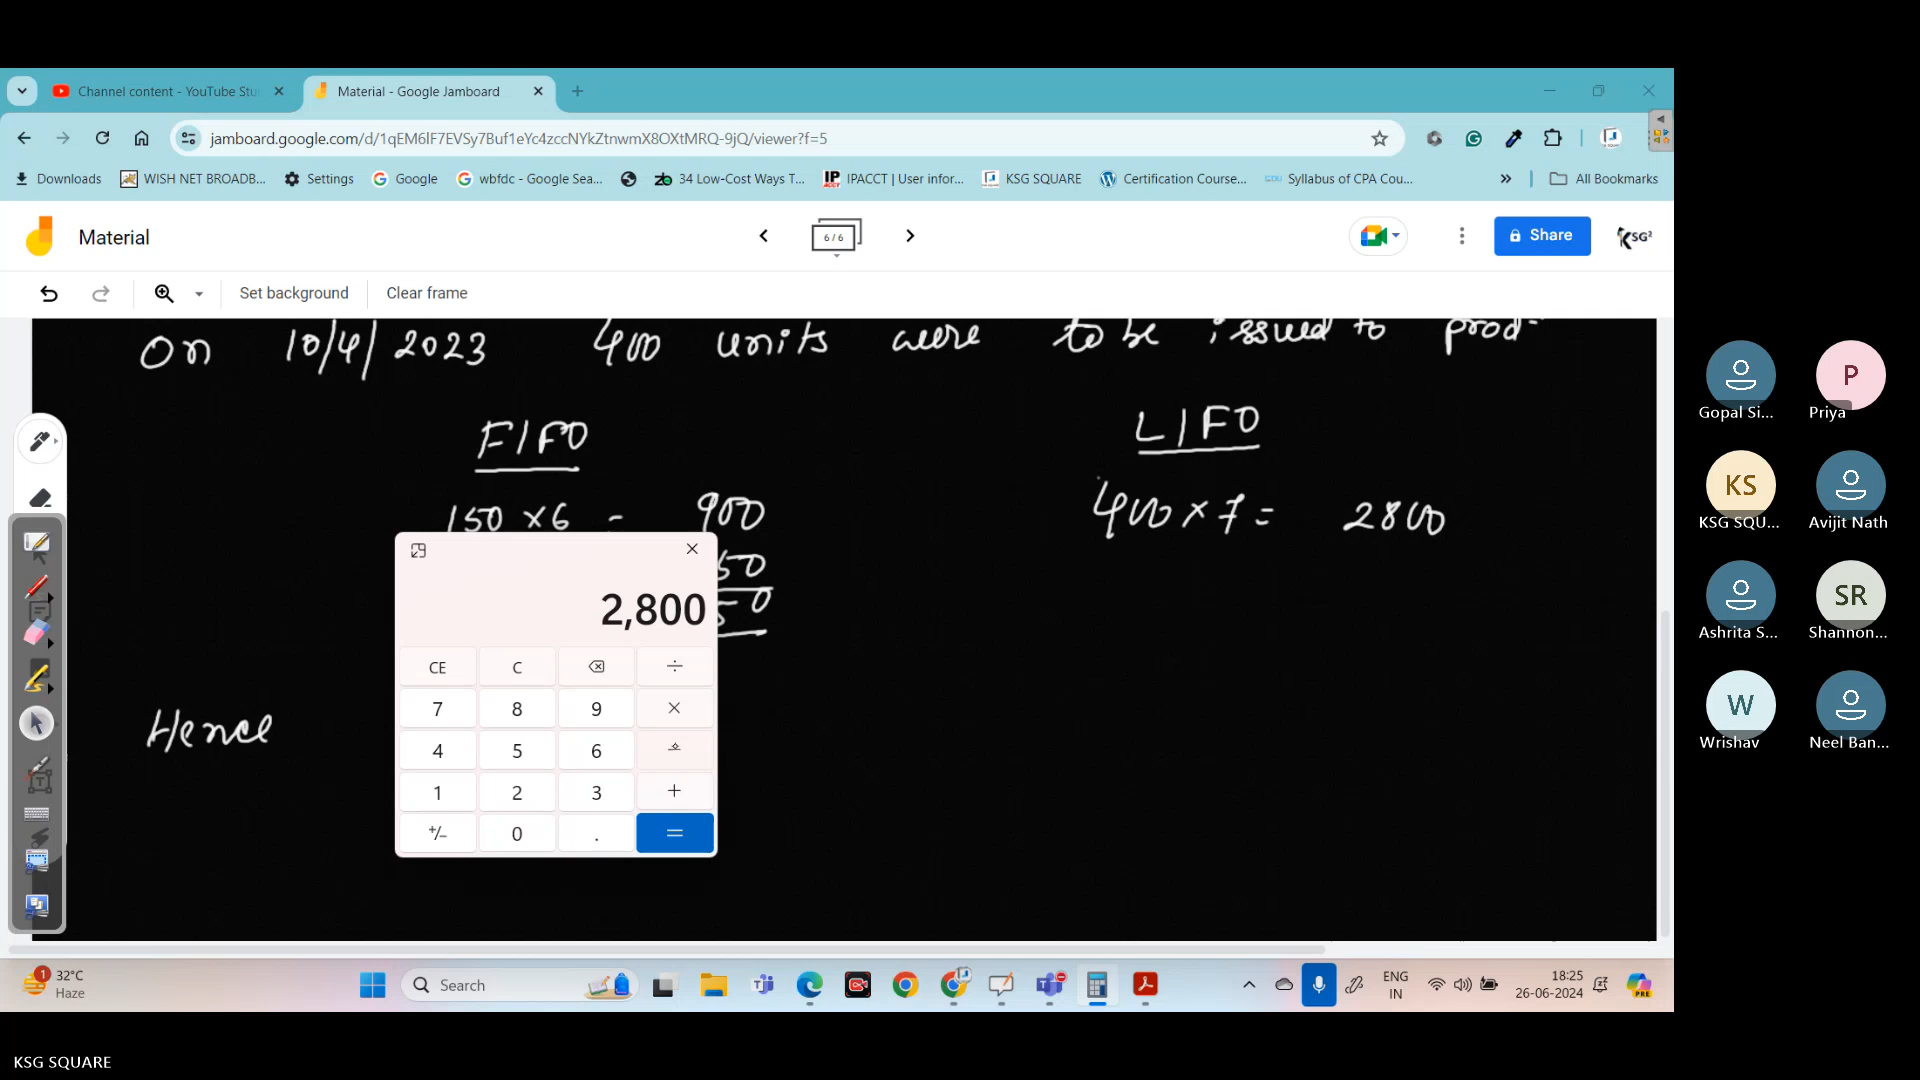 Channel content - YouTube Stu
Material - Google Jamboard
jamboard.google.com/d/1qEM6lF7EVSy7Buf1eYc4zccNYkZtnwmX8OXtMRQ-9jQ/viewer?f=5
Downloads WISH NET BROADB... Settings Google wbfdc - Google Sea... 34 Low-Cost Ways T... IPACCT | User infor... KSG SQUARE Certification Course... Syllabus of CPA Cou... » All Bookmarks
Material
6 / 6
Share
KSG²
Set background Clear frame
On 10/4/2023 400 units were to be issued to prod-
FIFO
LIFO
150 × 6 = 900
400 × 7 = 2800
50
50
Hence
2,800
CE C ÷
7 8 9 ×
4 5 6 -
1 2 3 +
+/- 0 . =
Gopal Si...
P
Priya
KS
KSG SQU...
Avijit Nath
Ashrita S...
SR
Shannon...
W
Wrishav
Neel Ban...
1
32°C
Haze
Search
ENG
IN
18:25
26-06-2024
PRE
KSG SQUARE